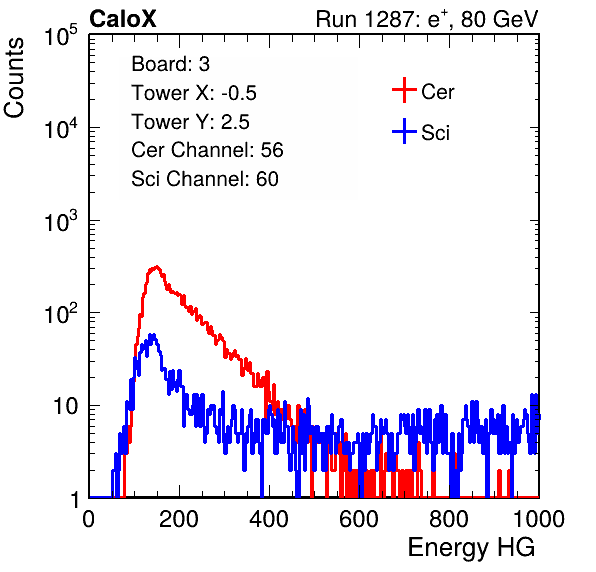 CaloX Run 1287: e⁺, 80 GeV
Counts
Board: 3
Tower X: -0.5
Tower Y: 2.5
Cer Channel: 56
Sci Channel: 60
Cer
Sci
10⁵
10⁴
10³
10²
10
1
0 200 400 600 800 1000
Energy HG